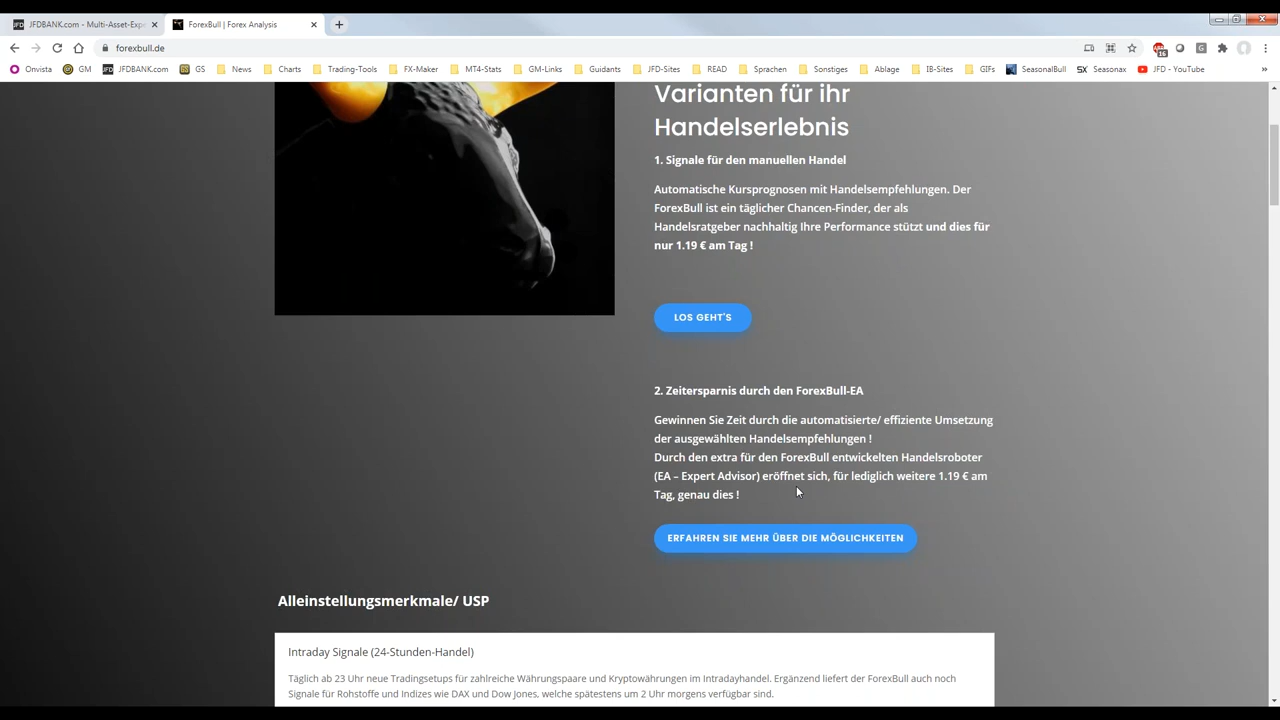 JFDBANK.com - Multi-Asset-Expe
ForexBull | Forex Analysis
forexbull.de
15
Onvista GM JFDBANK.com GS News Charts Trading-Tools FX-Maker MT4-Stats GM-Links Guidants JFD-Sites READ Sprachen Sonstiges Ablage IB-Sites GIFs SeasonalBull Seasonax JFD - YouTube »
Varianten für ihr
Handelserlebnis
1. Signale für den manuellen Handel
Automatische Kursprognosen mit Handelsempfehlungen. Der
ForexBull ist ein täglicher Chancen-Finder, der als
Handelsratgeber nachhaltig Ihre Performance stützt und dies für
nur 1.19 € am Tag !
LOS GEHT'S
2. Zeitersparnis durch den ForexBull-EA
Gewinnen Sie Zeit durch die automatisierte/ effiziente Umsetzung
der ausgewählten Handelsempfehlungen !
Durch den extra für den ForexBull entwickelten Handelsroboter
(EA – Expert Advisor) eröffnet sich, für lediglich weitere 1.19 € am
Tag, genau dies !
ERFAHREN SIE MEHR ÜBER DIE MÖGLICHKEITEN
Alleinstellungsmerkmale/ USP
Intraday Signale (24-Stunden-Handel)
Täglich ab 23 Uhr neue Tradingsetups für zahlreiche Währungspaare und Kryptowährungen im Intradayhandel. Ergänzend liefert der ForexBull auch noch
Signale für Rohstoffe und Indizes wie DAX und Dow Jones, welche spätestens um 2 Uhr morgens verfügbar sind.